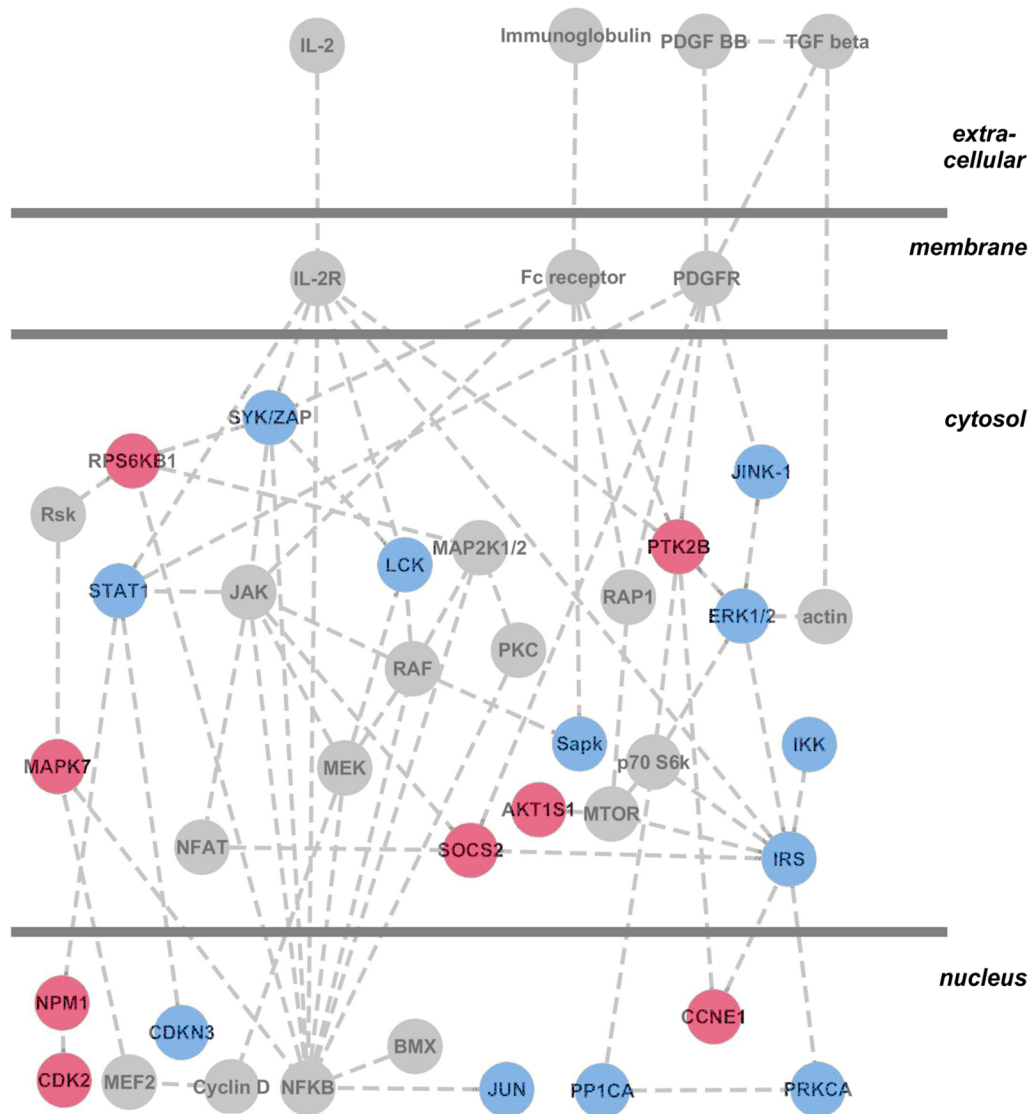 IL-2
Immunoglobulin
PDGF BB
TGF beta
extra-
cellular
membrane
IL-2R
Fc receptor
PDGFR
cytosol
SYK/ZAP
RPS6KB1
JINK-1
Rsk
MAP2K1/2
PTK2B
LCK
STAT1
JAK
RAP1
ERK1/2
actin
PKC
RAF
Sapk
IKK
p70 S6k
MAPK7
MEK
AKT1S1
MTOR
NFAT
SOCS2
IRS
nucleus
NPM1
CCNE1
CDKN3
BMX
CDK2
MEF2
Cyclin D
NFKB
JUN
PP1CA
PRKCA